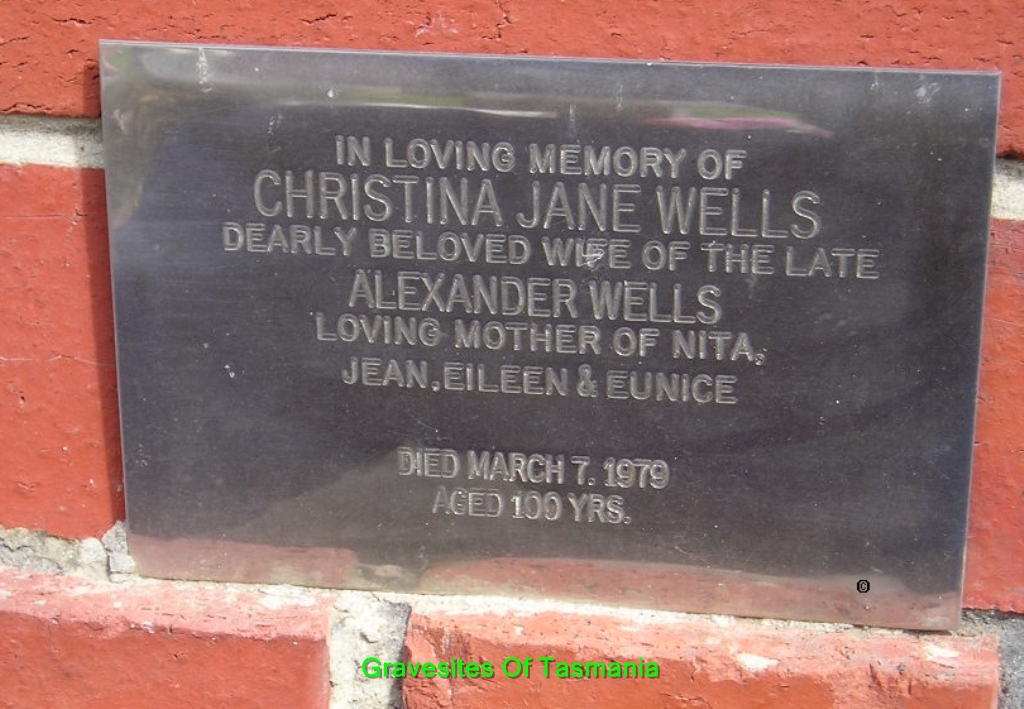 IN LOVING MEMORY OF
CHRISTINA JANE WELLS
DEARLY BELOVED WIFE OF THE LATE
ALEXANDER WELLS
LOVING MOTHER OF NITA,
JEAN, EILEEN & EUNICE
DIED MARCH 7. 1979
AGED 100 YRS.
©
Gravesites Of Tasmania